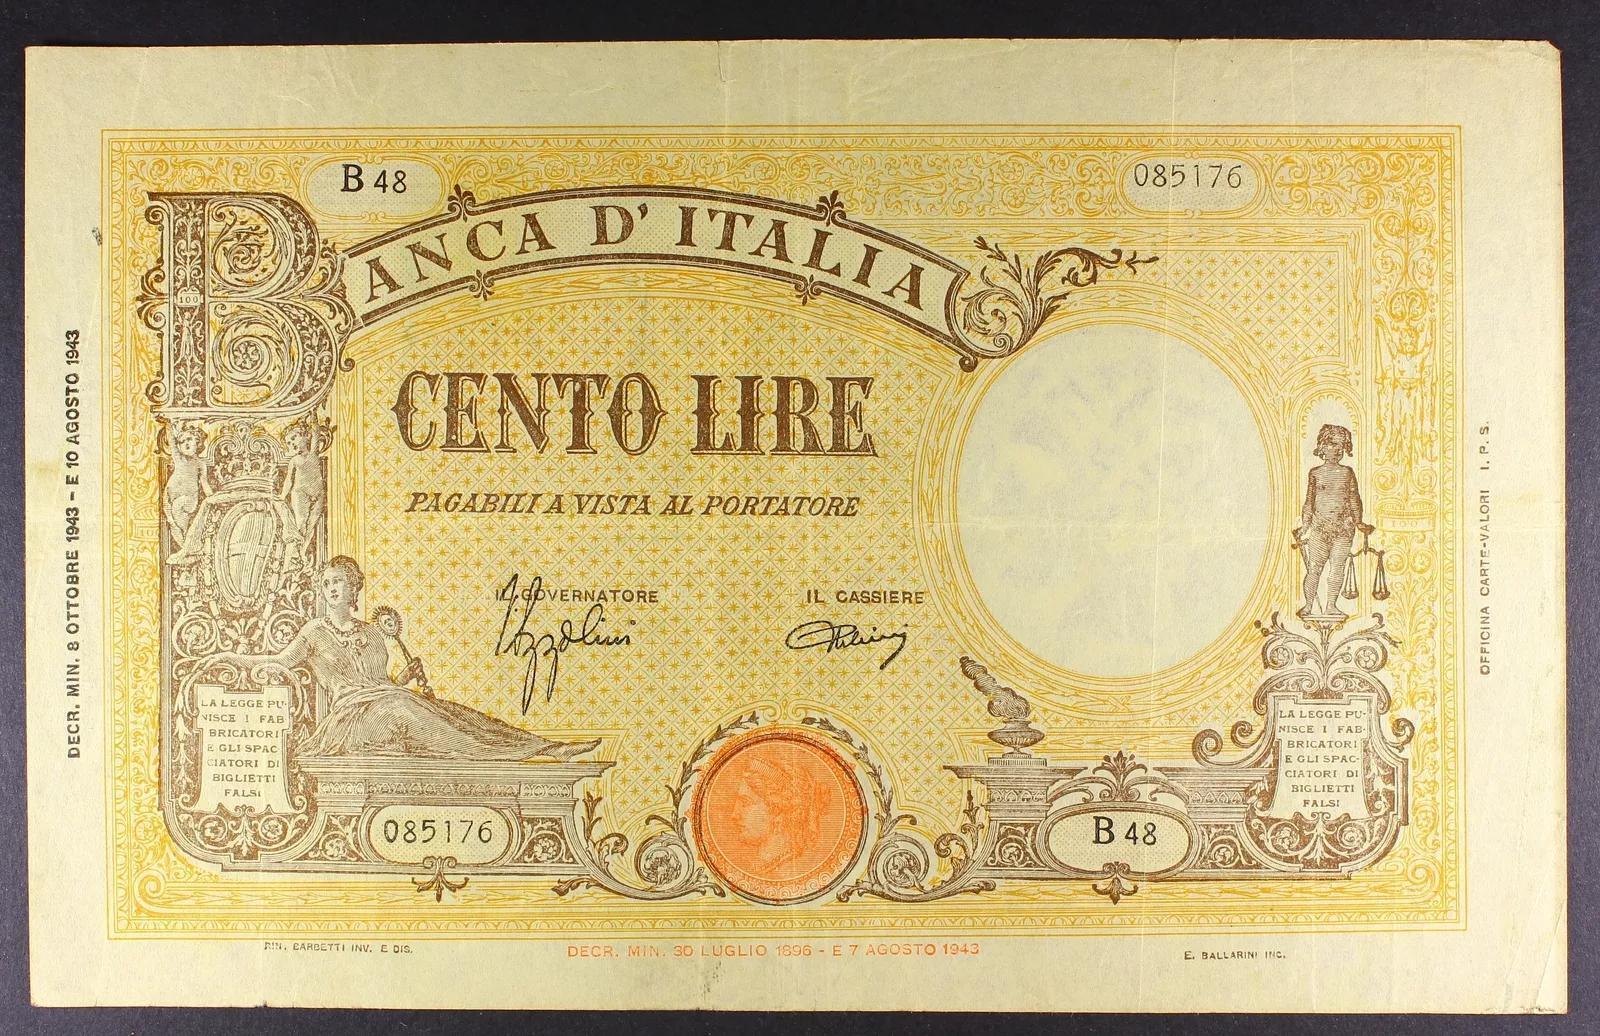 B 48
085176
BANCA D' ITALIA
100
CENTO LIRE
PAGABILI A VISTA AL PORTATORE
IL GOVERNATORE
IL CASSIERE
LA LEGGE PU-
NISCE I FAB
BRICATORI
E GLI SPAC
CIATORI DI
BIGLIETTI
FALSI
LA LEGGE PU-
NISCE I FAB-
BRICATORI
E GLI SPAC-
CIATORI DI
BIGLIETTI
FALSI
085176
B 48
RIN. BARBETTI INV. E DIS.
DECR. MIN. 30 LUGLIO 1896 - E 7 AGOSTO 1943
E. BALLARINI INC.
DECR. MIN. 8 OTTOBRE 1943 - E 10 AGOSTO 1943
OFFICINA CARTE-VALORI I. P. S.